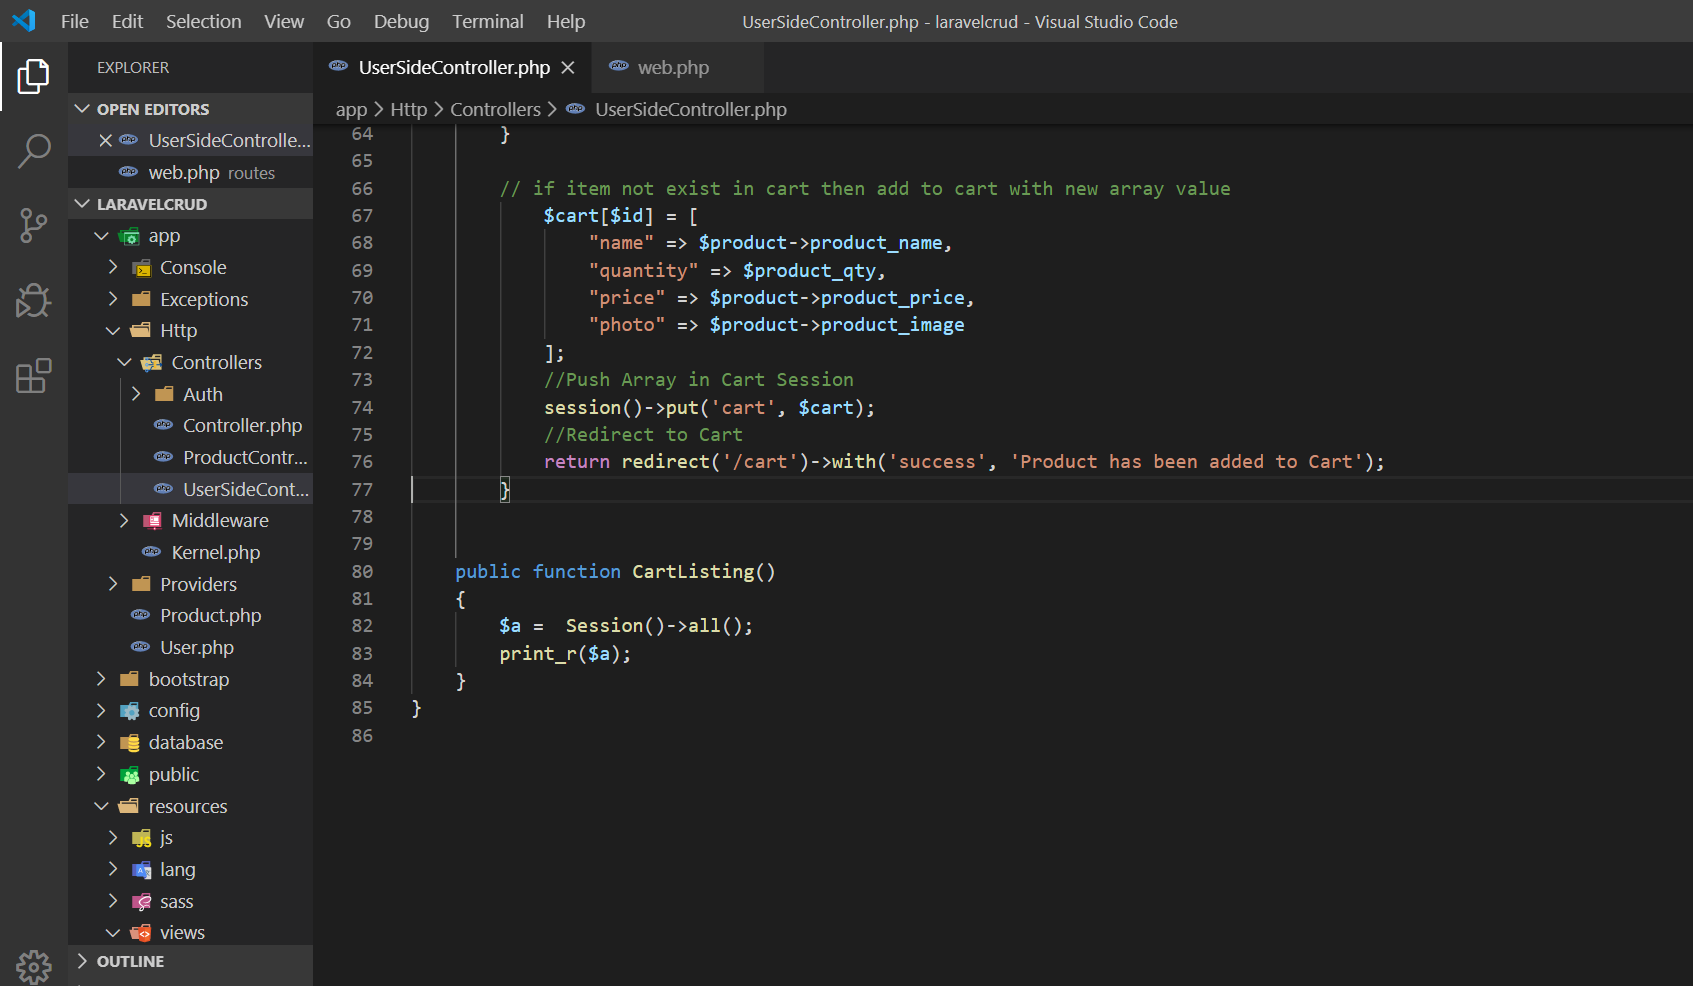 File Edit Selection View Go Debug Terminal Help
UserSideController.php - laravelcrud - Visual Studio Code
EXPLORER
OPEN EDITORS
UserSideControlle...
web.php routes
LARAVELCRUD
app
Console
Exceptions
Http
Controllers
Auth
Controller.php
ProductContr...
UserSideCont...
Middleware
Kernel.php
Providers
Product.php
User.php
bootstrap
config
database
public
resources
js
lang
sass
views
OUTLINE
UserSideController.php
web.php
app > Http > Controllers > UserSideController.php
64 }
65
66 // if item not exist in cart then add to cart with new array value
67 $cart[$id] = [
68 "name" => $product->product_name,
69 "quantity" => $product_qty,
70 "price" => $product->product_price,
71 "photo" => $product->product_image
72 ];
73 //Push Array in Cart Session
74 session()->put('cart', $cart);
75 //Redirect to Cart
76 return redirect('/cart')->with('success', 'Product has been added to Cart');
77 }
78
79
80 public function CartListing()
81 {
82 $a =  Session()->all();
83 print_r($a);
84 }
85 }
86